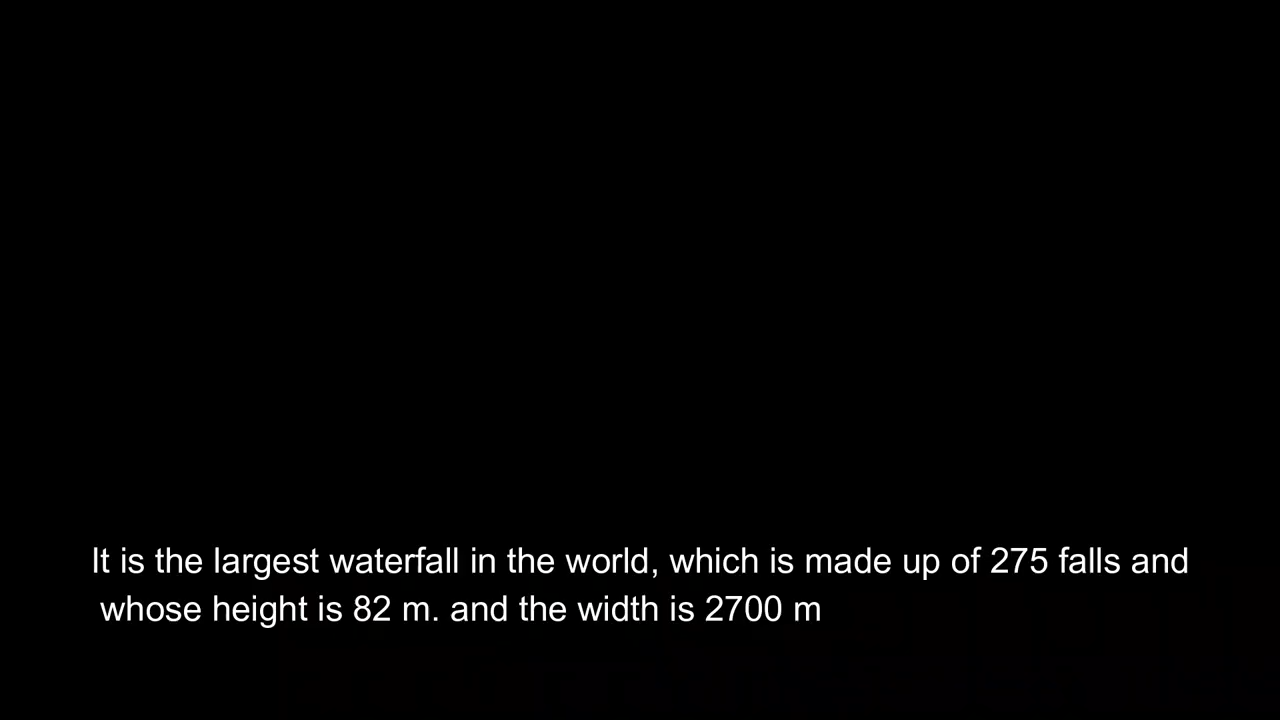 It is the largest waterfall in the world, which is made up of 275 falls and
whose height is 82 m. and the width is 2700 m